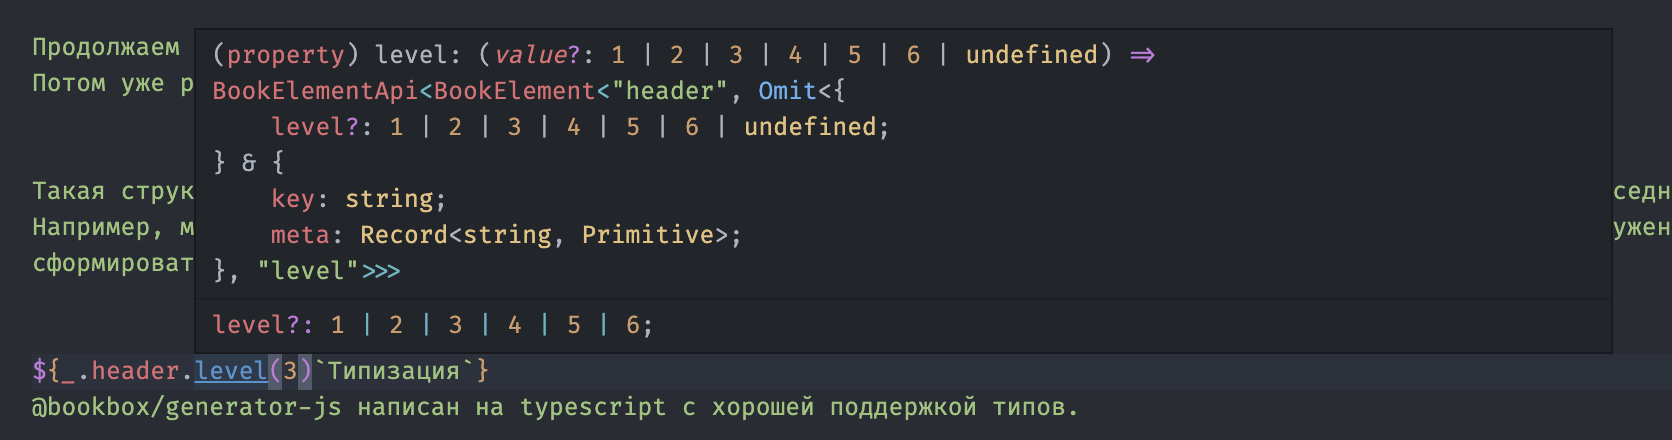 Продолжаем
Потом уже р
(property) level: (value?: 1 | 2 | 3 | 4 | 5 | 6 | undefined) =>
BookElementApi<BookElement<"header", Omit<{
    level?: 1 | 2 | 3 | 4 | 5 | 6 | undefined;
} & {
    key: string;
    meta: Record<string, Primitive>;
}, "level">>>
level?: 1 | 2 | 3 | 4 | 5 | 6;
Такая струк седн
Например, м ужен
сформироват
${_.header.level(3)`Типизация`}
@bookbox/generator-js написан на typescript с хорошей поддержкой типов.